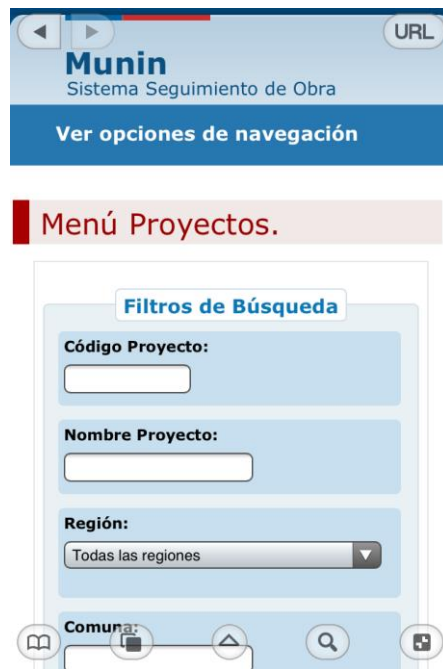 URL
Munin
Sistema Seguimiento de Obra
Ver opciones de navegación
Menú Proyectos.
Filtros de Búsqueda
Código Proyecto:
Nombre Proyecto:
Región:
Todas las regiones
Comuna: